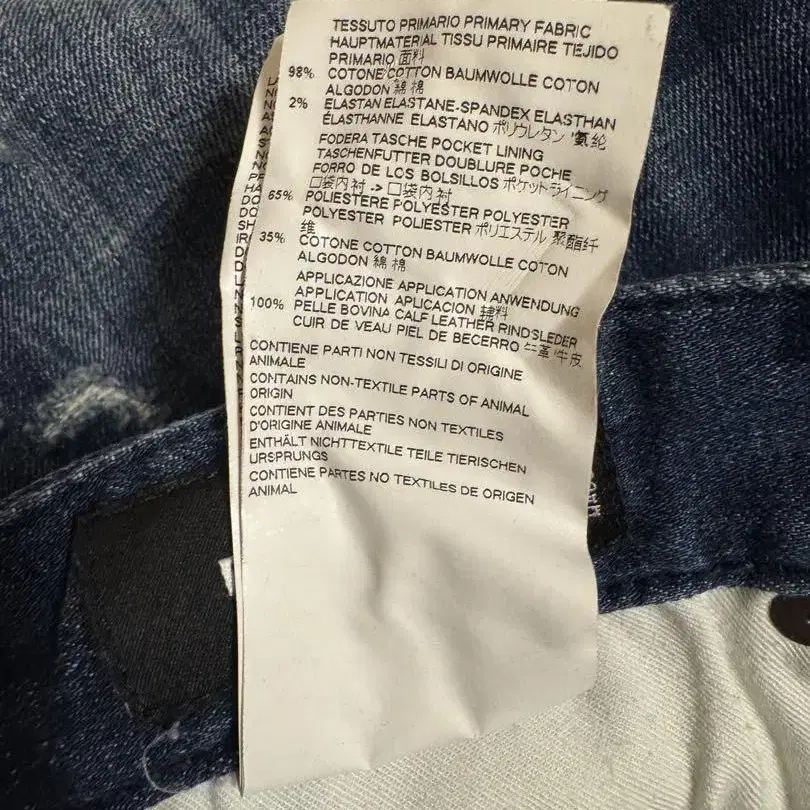 TESSUTO PRIMARIO PRIMARY FABRIC
HAUPTMATERIAL TISSU PRIMAIRE TEJIDO
PRIMARIO 面料
98% COTONE COTTON BAUMWOLLE COTON
ALGODON 綿 棉
2% ELASTAN ELASTANE-SPANDEX ELASTHAN
ÉLASTHANNE ELASTANO ポリウレタン 氨纶
FODERA TASCHE POCKET LINING
TASCHENFUTTER DOUBLURE POCHE
FORRO DE LOS BOLSILLOS ポケットライニング
口袋内衬 -> 口袋内衬
65% POLIESTERE POLYESTER POLYESTER
POLYESTER POLIESTER ポリエステル 聚酯纤
维
35% COTONE COTTON BAUMWOLLE COTON
ALGODON 綿 棉
APPLICAZIONE APPLICATION ANWENDUNG
APPLICATION APLICACION
100% PELLE BOVINA CALF LEATHER RINDSLEDER
CUIR DE VEAU PIEL DE BECERRO 牛革 牛皮
CONTIENE PARTI NON TESSILI DI ORIGINE
ANIMALE
CONTAINS NON-TEXTILE PARTS OF ANIMAL
ORIGIN
CONTIENT DES PARTIES NON TEXTILES
D'ORIGINE ANIMALE
ENTHÄLT NICHTTEXTILE TEILE TIERISCHEN
URSPRUNGS
CONTIENE PARTES NO TEXTILES DE ORIGEN
ANIMAL